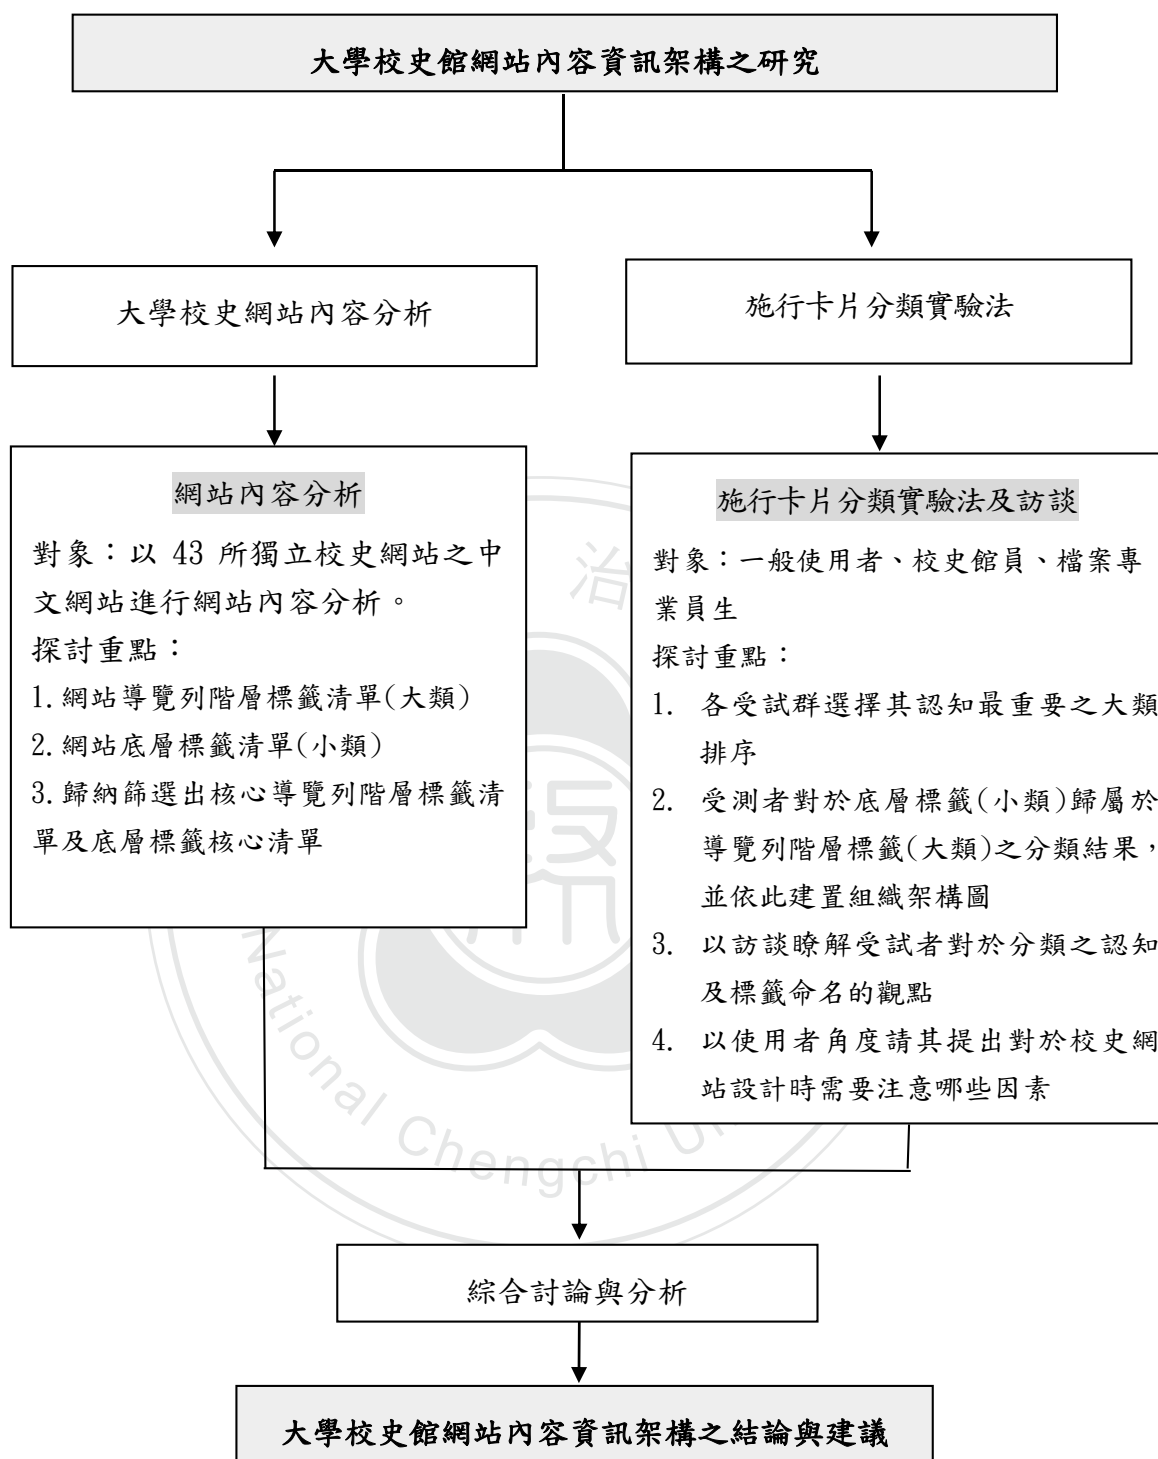 大學校史館網站內容資訊架構之研究
大學校史網站內容分析
施行卡片分類實驗法
網站內容分析
對象：以 43 所獨立校史網站之中
文網站進行網站內容分析。
探討重點：
1.網站導覽列階層標籤清單(大類)
2.網站底層標籤清單(小類)
3.歸納篩選出核心導覽列階層標籤清
單及底層標籤核心清單
施行卡片分類實驗法及訪談
對象：一般使用者、校史館員、檔案專
業員生
探討重點：
1. 各受試群選擇其認知最重要之大類
排序
2. 受測者對於底層標籤(小類)歸屬於
導覽列階層標籤(大類)之分類結果，
並依此建置組織架構圖
3. 以訪談瞭解受試者對於分類之認知
及標籤命名的觀點
4. 以使用者角度請其提出對於校史網
站設計時需要注意哪些因素
綜合討論與分析
大學校史館網站內容資訊架構之結論與建議
治
National Chengchi